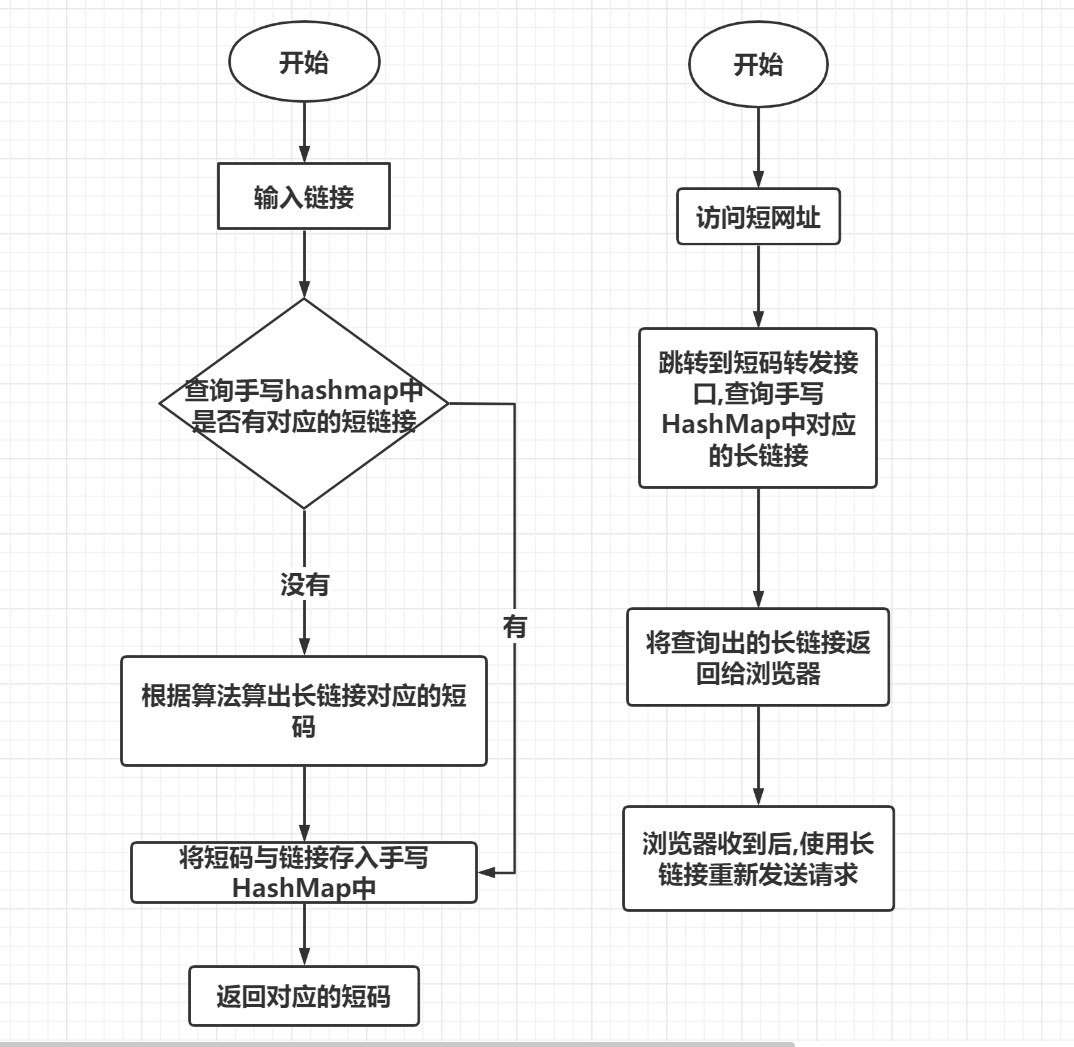 开始
输入链接
查询手写hashmap中
是否有对应的短链接
没有
有
根据算法算出长链接对应的短
码
将短码与链接存入手写
HashMap中
返回对应的短码
开始
访问短网址
跳转到短码转发接
口,查询手写
HashMap中对应
的长链接
将查询出的长链接返
回给浏览器
浏览器收到后,使用长
链接重新发送请求